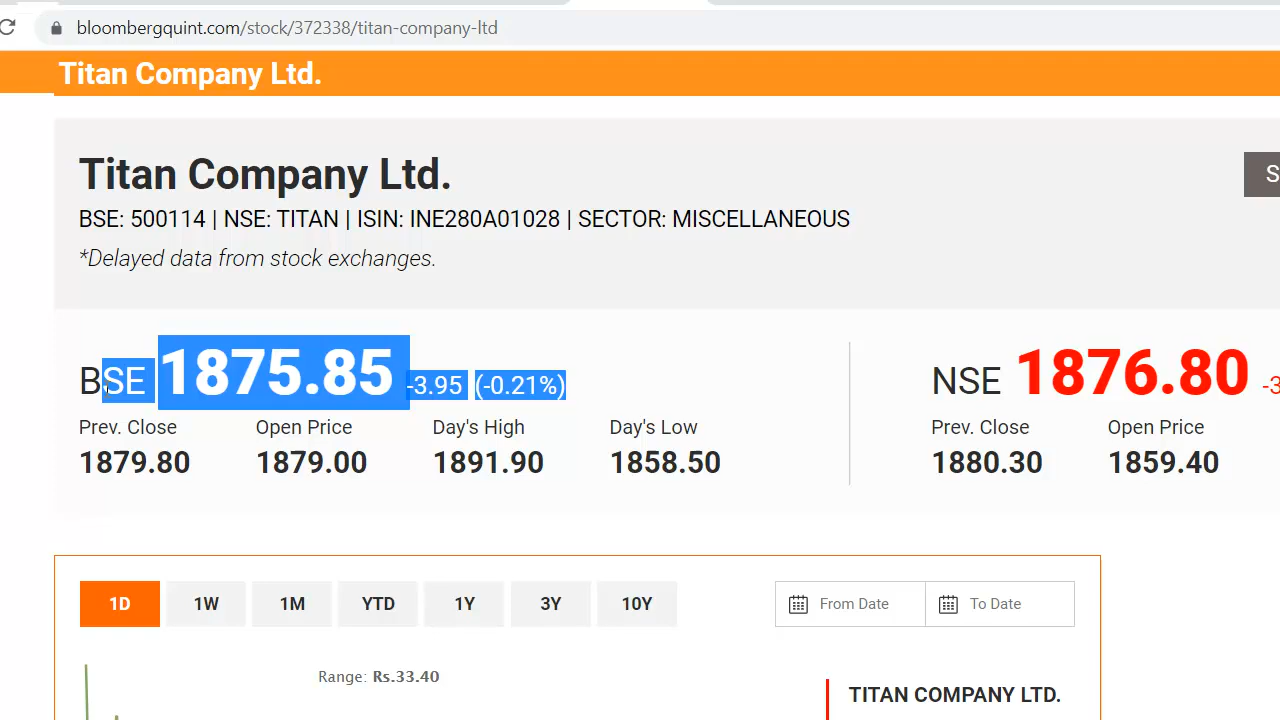 bloombergquint.com/stock/372338/titan-company-ltd
Titan Company Ltd.
Titan Company Ltd.
BSE: 500114 | NSE: TITAN | ISIN: INE280A01028 | SECTOR: MISCELLANEOUS
*Delayed data from stock exchanges.
S
BSE 1875.85 -3.95 (-0.21%)
Prev. Close Open Price Day's High Day's Low
1879.80 1879.00 1891.90 1858.50
NSE 1876.80 -3
Prev. Close Open Price
1880.30 1859.40
1D 1W 1M YTD 1Y 3Y 10Y
From Date To Date
Range: Rs.33.40
TITAN COMPANY LTD.